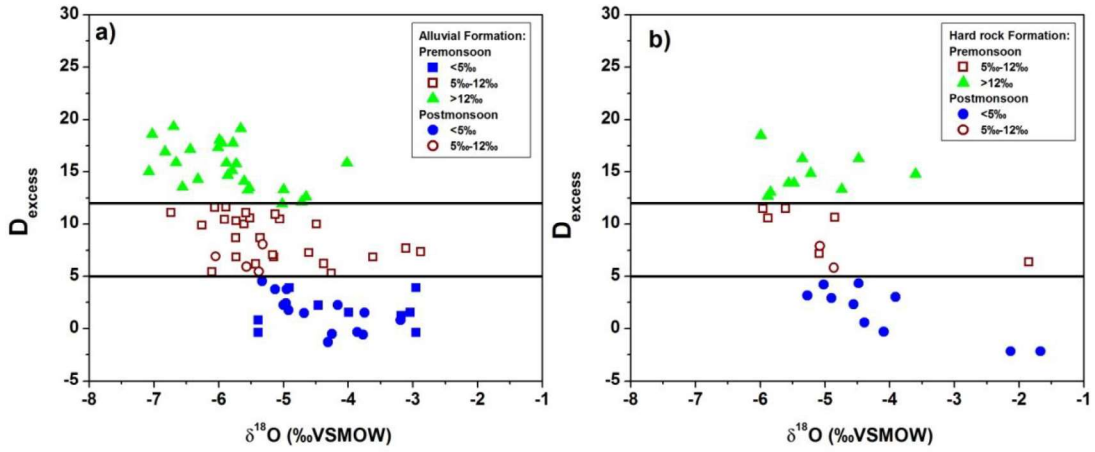 a)
Alluvial Formation:
Premonsoon
<5‰
5‰-12‰
>12‰
Postmonsoon
<5‰
5‰-12‰
30
25
20
15
10
5
0
-5
D excess
-8 -7 -6 -5 -4 -3 -2 -1
δ18O (‰VSMOW)
b)
Hard rock Formation:
Premonsoon
5‰-12‰
>12‰
Postmonsoon
<5‰
5‰-12‰
30
25
20
15
10
5
0
-5
D excess
-8 -7 -6 -5 -4 -3 -2 -1
δ18O (‰VSMOW)